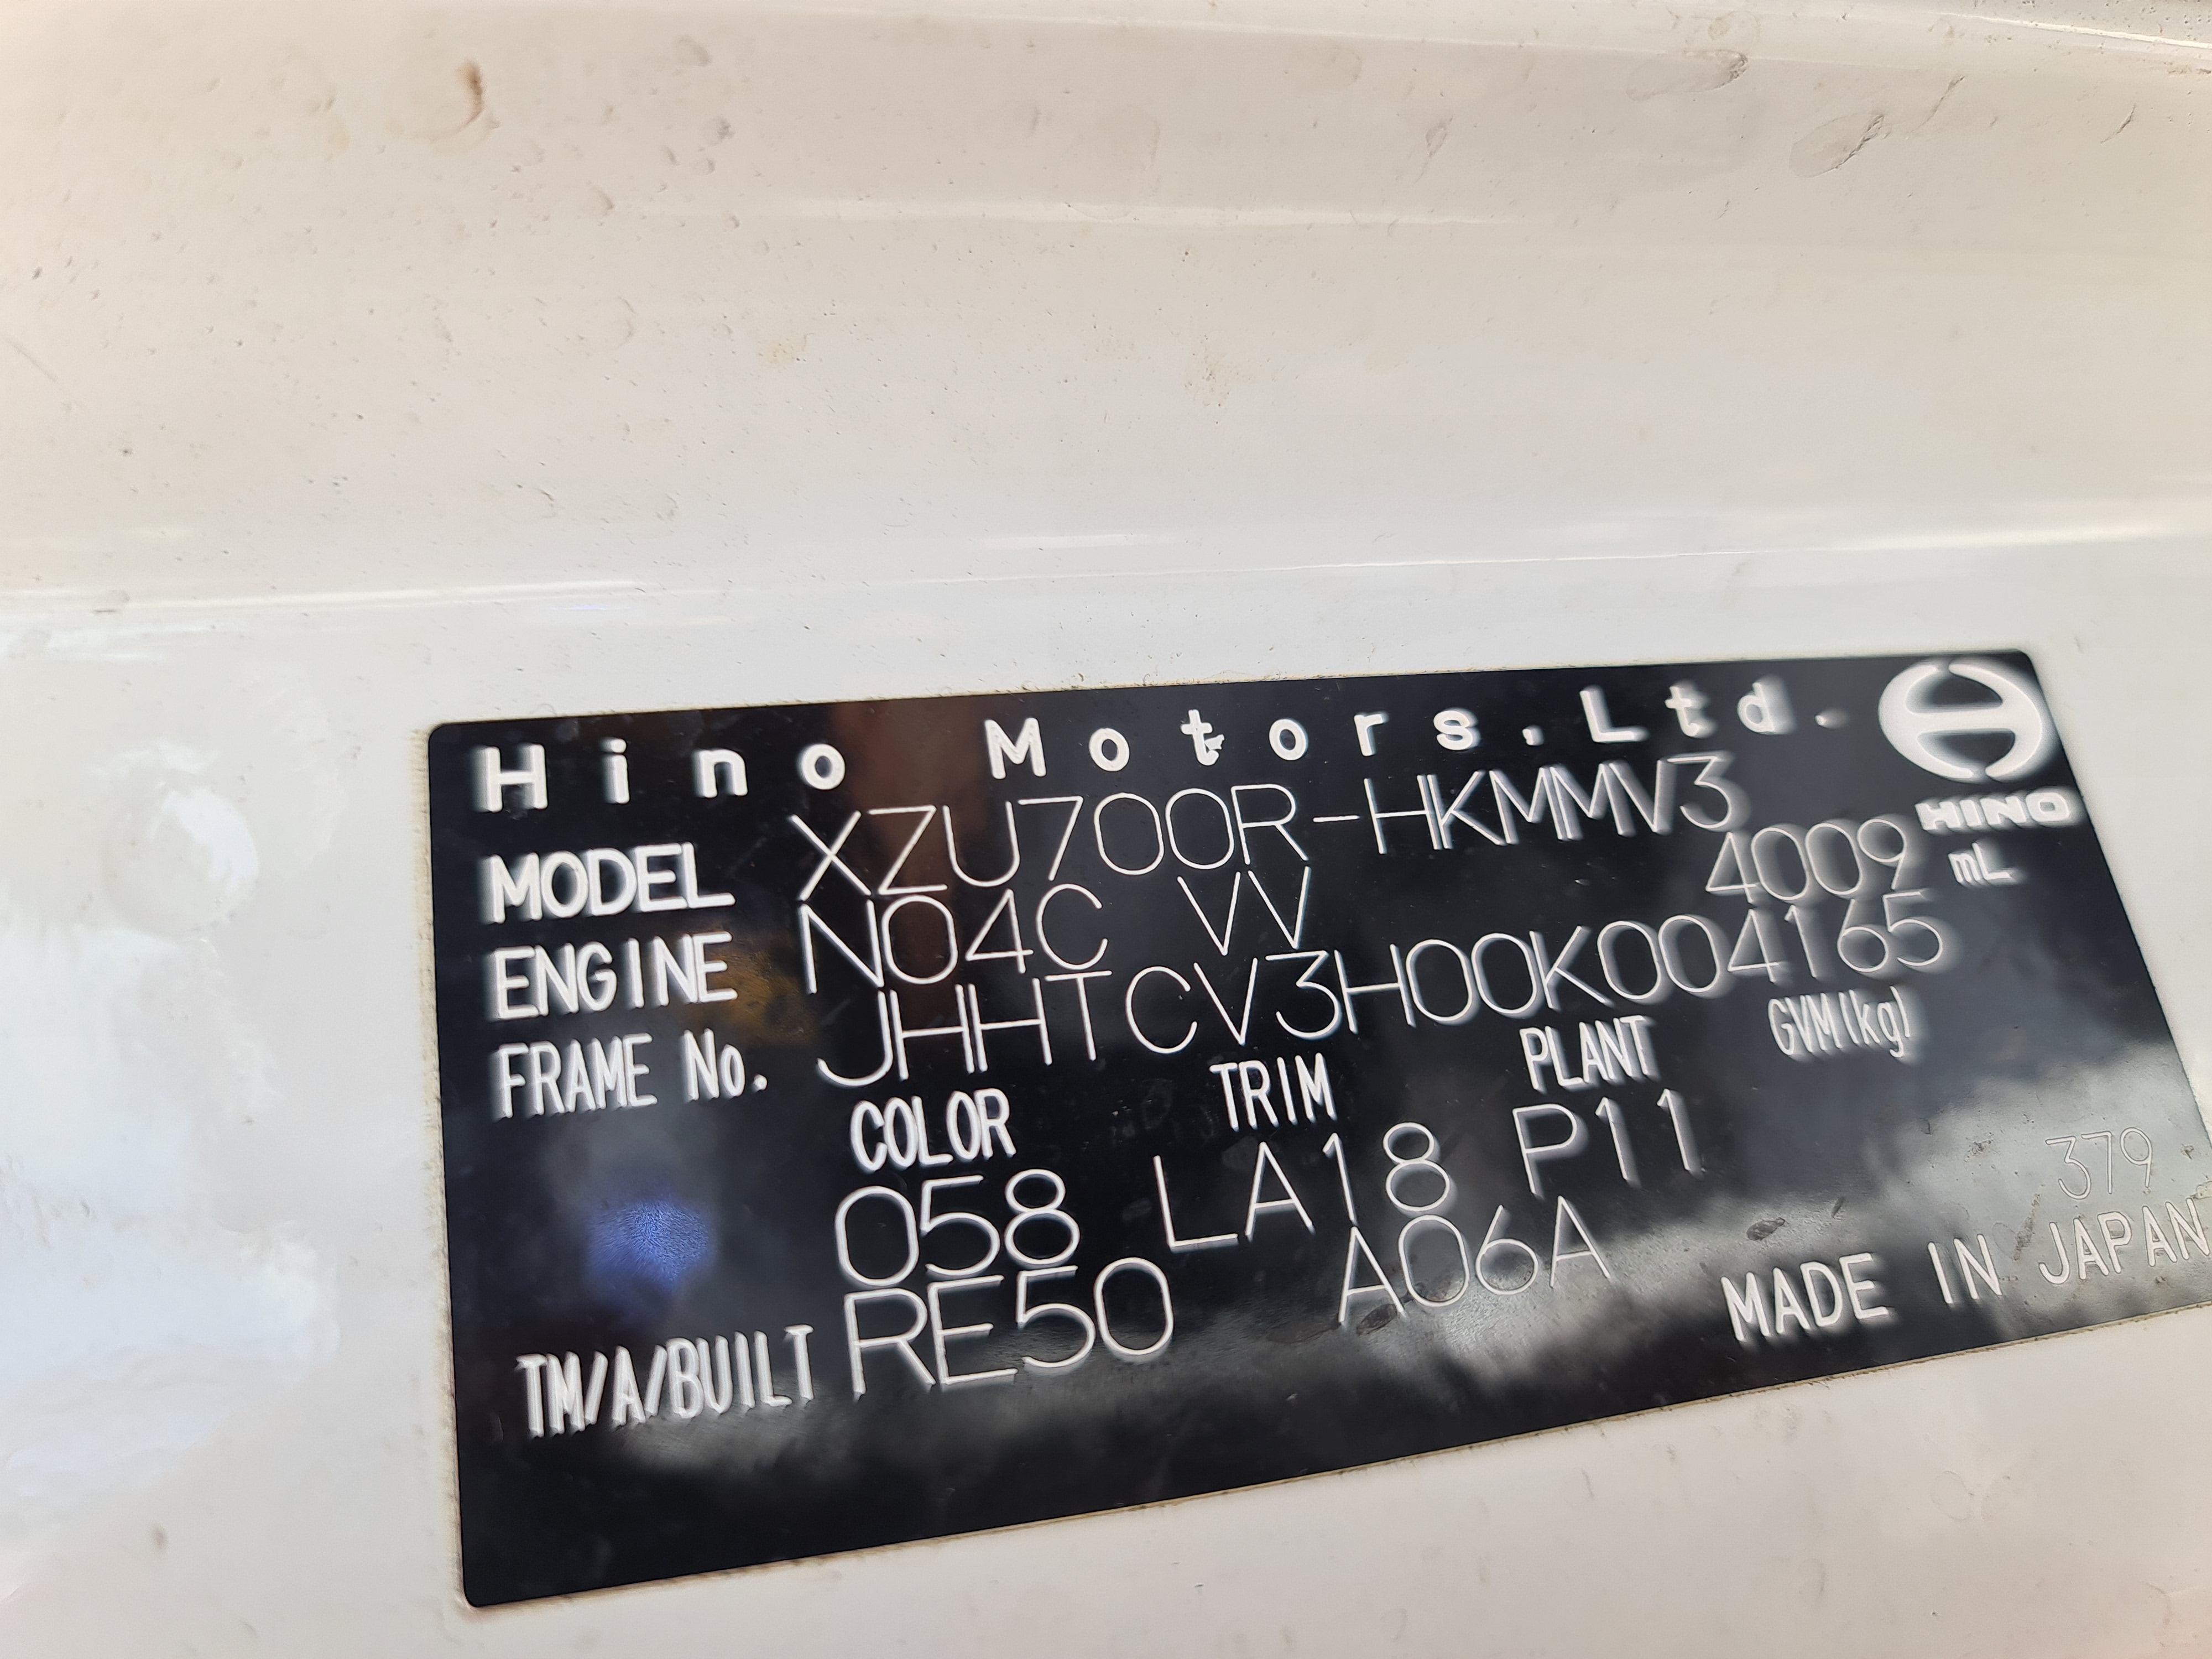 Hino Motors.Ltd.
HINO
MODEL XZU700R-HKMMV3
ENGINE N04C VV 4009 mL
FRAME No. JHHTCV3H00K004165
COLOR TRIM PLANT GVM(kg)
058 LA18 P11
TM/A/BUILT RE50 A06A 379
MADE IN JAPAN